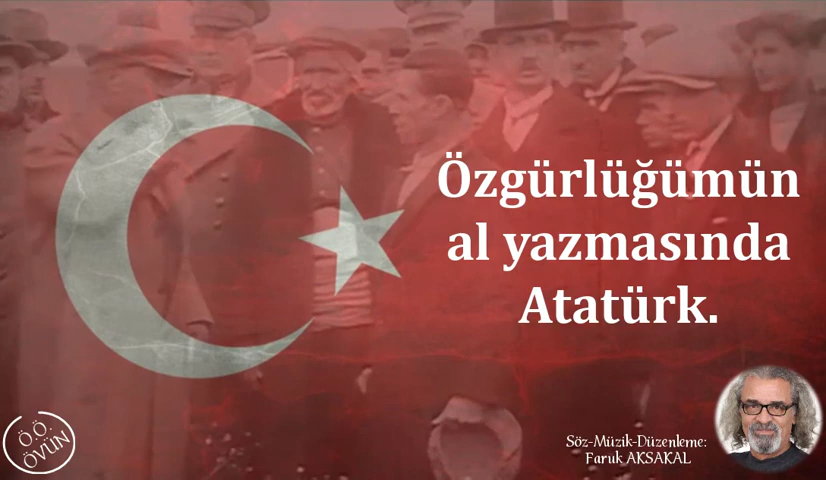 Özgürlüğümün
al yazmasında
Atatürk.
Söz-Müzik-Düzenleme:
Faruk AKSAKAL
Ö.Ö.
ÖVÜN